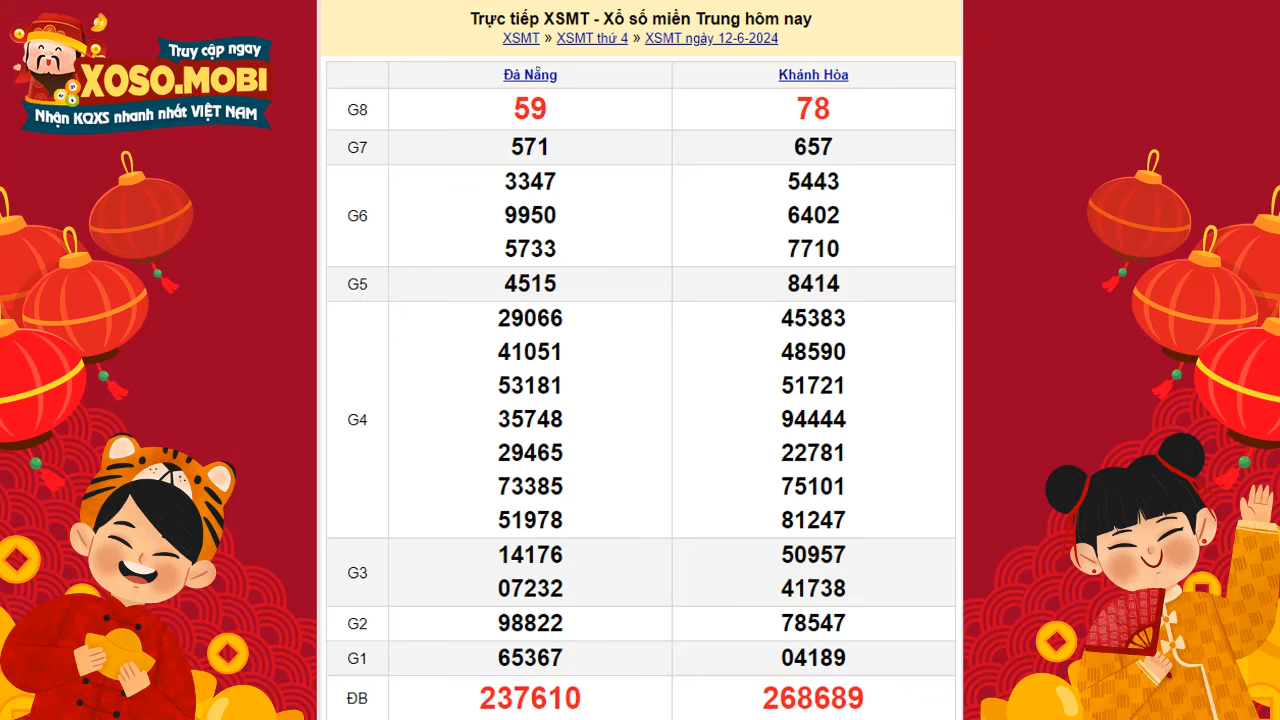 Truy cập ngay
XOSO.MOBI
Nhận KQXS nhanh nhất VIỆT NAM
Trực tiếp XSMT - Xổ số miền Trung hôm nay
XSMT » XSMT thứ 4 » XSMT ngày 12-6-2024
Đà Nẵng Khánh Hòa
G8 59 78
G7 571 657
3347 5443
G6 9950 6402
5733 7710
G5 4515 8414
29066 45383
41051 48590
53181 51721
G4 35748 94444
29465 22781
73385 75101
51978 81247
G3 14176 50957
07232 41738
G2 98822 78547
G1 65367 04189
ĐB 237610 268689